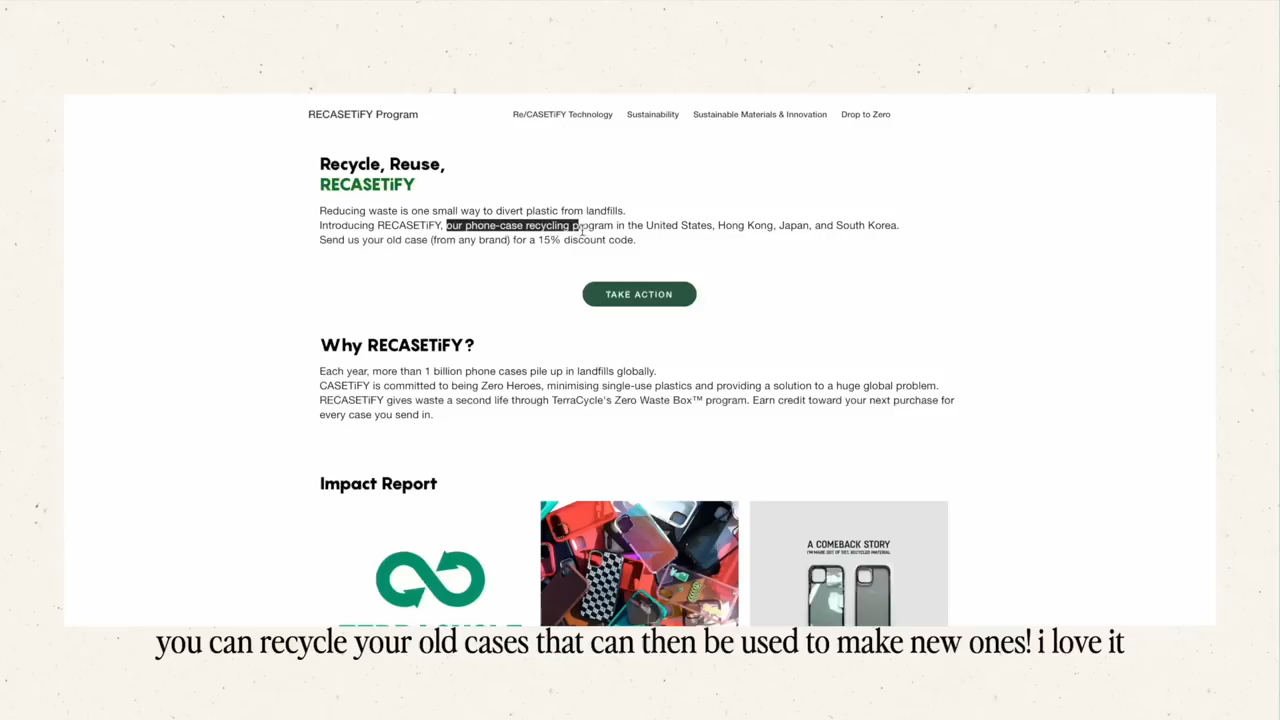 RECASETiFY Program
Re/CASETiFY Technology
Sustainability
Sustainable Materials & Innovation
Drop to Zero
Recycle, Reuse,
RECASETiFY
Reducing waste is one small way to divert plastic from landfills.
Introducing RECASETiFY, our phone-case recycling program in the United States, Hong Kong, Japan, and South Korea.
Send us your old case (from any brand) for a 15% discount code.
TAKE ACTION
Why RECASETiFY?
Each year, more than 1 billion phone cases pile up in landfills globally.
CASETiFY is committed to being Zero Heroes, minimising single-use plastics and providing a solution to a huge global problem.
RECASETiFY gives waste a second life through TerraCycle's Zero Waste Box™ program. Earn credit toward your next purchase for
every case you send in.
Impact Report
A COMEBACK STORY
you can recycle your old cases that can then be used to make new ones! i love it